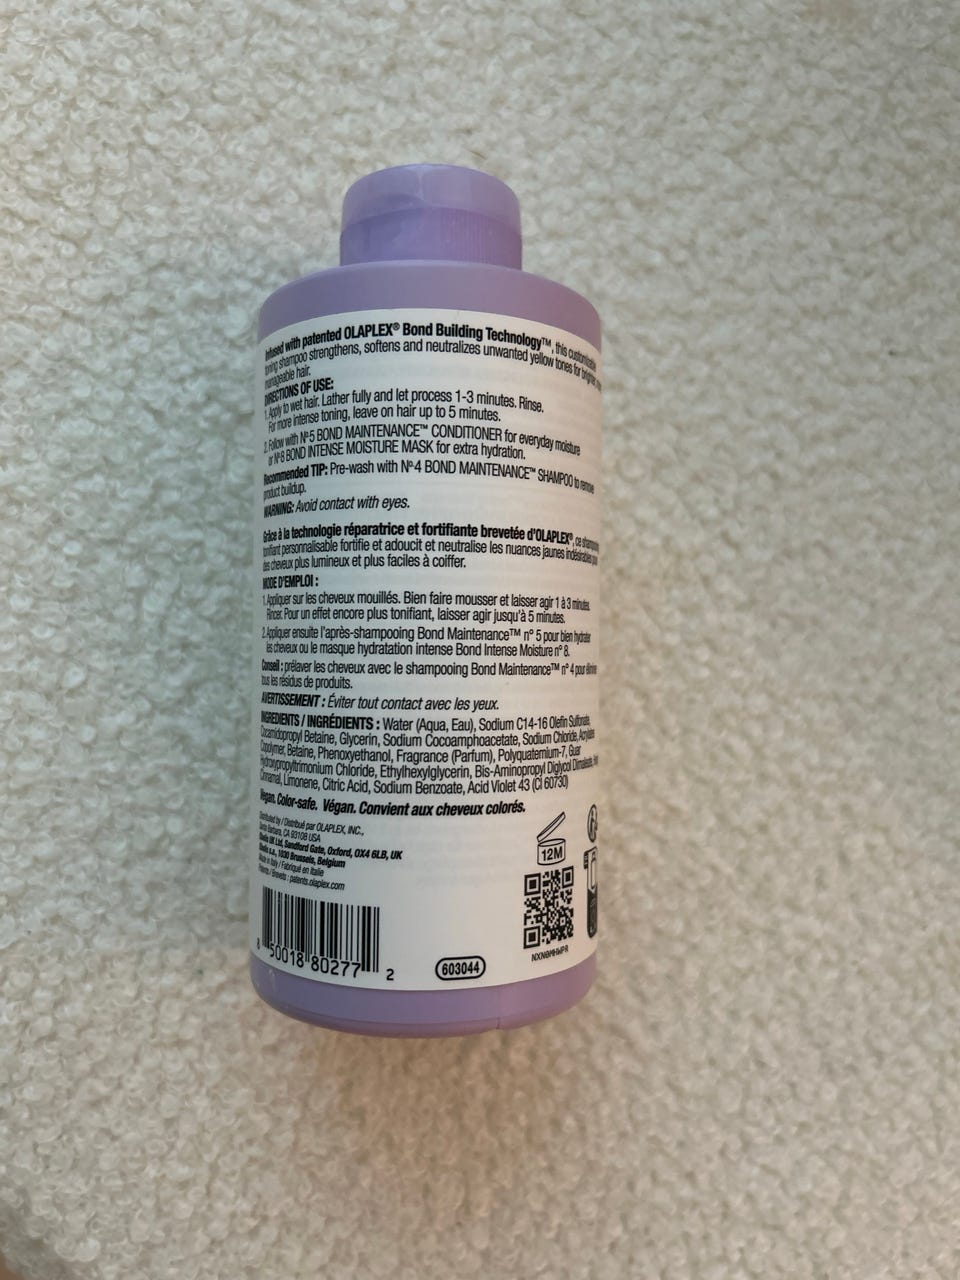 Infused with patented OLAPLEX® Bond Building Technology™, this customizable
toning shampoo strengthens, softens and neutralizes unwanted yellow tones for brighter,
manageable hair.
DIRECTIONS OF USE:
1. Apply to wet hair. Lather fully and let process 1-3 minutes. Rinse.
For more intense toning, leave on hair up to 5 minutes.
2. Follow with Nº5 BOND MAINTENANCE™ CONDITIONER for everyday moisture
or Nº8 BOND INTENSE MOISTURE MASK for extra hydration.
Recommended TIP: Pre-wash with Nº4 BOND MAINTENANCE™ SHAMPOO to remove
product buildup.
WARNING: Avoid contact with eyes.
Grâce à la technologie réparatrice et fortifiante brevetée d'OLAPLEX®, ce shampooing
tonifiant personnalisable fortifie et adoucit et neutralise les nuances jaunes indésirables pour
des cheveux plus lumineux et plus faciles à coiffer.
MODE D'EMPLOI :
1. Appliquer sur les cheveux mouillés. Bien faire mousser et laisser agir 1 à 3 minutes.
Rincer. Pour un effet encore plus tonifiant, laisser agir jusqu'à 5 minutes.
2. Appliquer ensuite l'après-shampooing Bond Maintenance™ n° 5 pour bien hydrater
les cheveux ou le masque hydratation intense Bond Intense Moisture n° 8.
Conseil : prélaver les cheveux avec le shampooing Bond Maintenance™ n° 4 pour éliminer
tous les résidus de produits.
AVERTISSEMENT : Éviter tout contact avec les yeux.
INGREDIENTS / INGRÉDIENTS : Water (Aqua, Eau), Sodium C14-16 Olefin Sulfonate,
Cocamidopropyl Betaine, Glycerin, Sodium Cocoamphoacetate, Sodium Chloride, Acrylates
Copolymer, Betaine, Phenoxyethanol, Fragrance (Parfum), Polyquaternium-7, Guar
Hydroxypropyltrimonium Chloride, Ethylhexylglycerin, Bis-Aminopropyl Diglycol Dimaleate, Hexyl
Cinnamal, Limonene, Citric Acid, Sodium Benzoate, Acid Violet 43 (CI 60730)
Vegan. Color-safe. Végan. Convient aux cheveux colorés.
Distributed by / Distribué par OLAPLEX, INC.,
Santa Barbara, CA 93108 USA
UK Ltd, Sandford Gate, Oxford, OX4 6LB, UK
s.a., 1030 Brussels, Belgium
Made in Italy / Fabriqué en Italie
Patents / Brevets : patents.olaplex.com
12M
NXN0MHWPR
8 50018 80277 2
603044